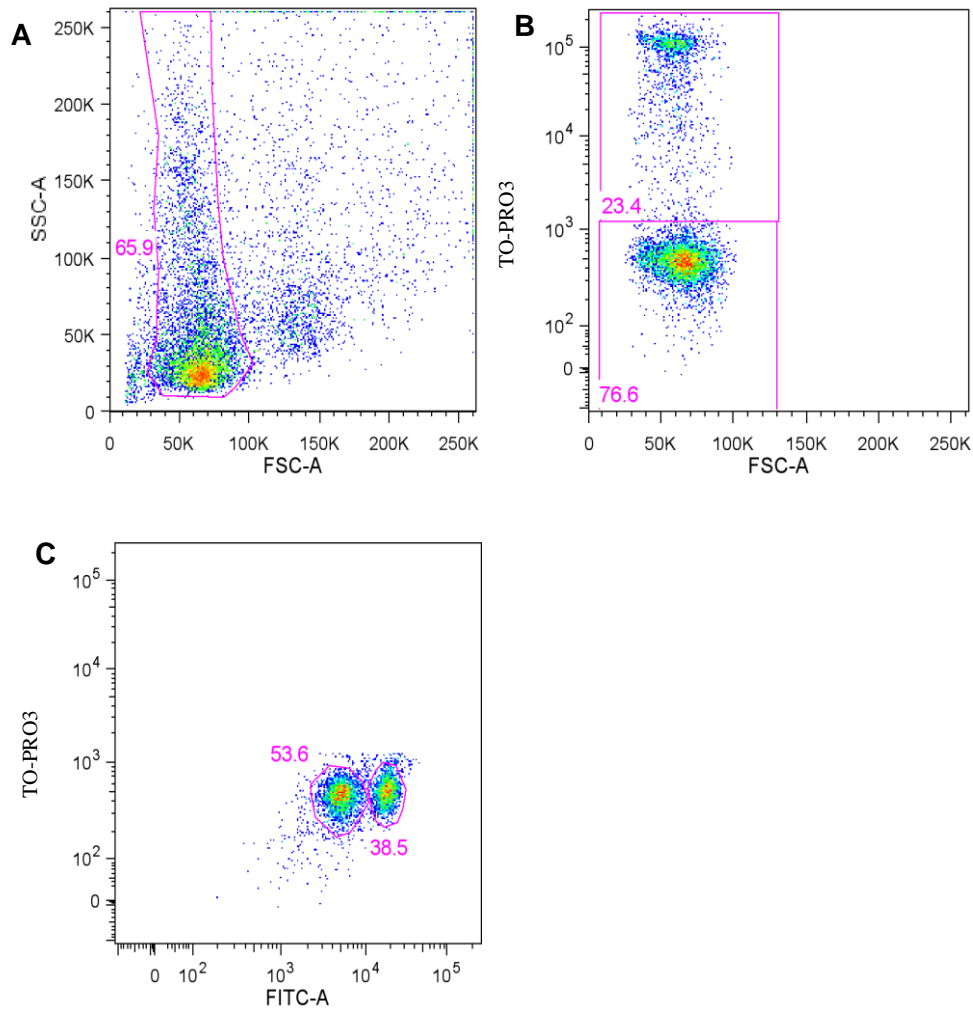 A
250K
200K
150K
100K
50K
0
SSC-A
65.9
0 50K 100K 150K 200K 250K
FSC-A
B
10^5
10^4
10^3
10^2
0
TO-PRO3
23.4
76.6
0 50K 100K 150K 200K 250K
FSC-A
C
10^5
10^4
10^3
10^2
0
TO-PRO3
53.6
38.5
0 10^2 10^3 10^4 10^5
FITC-A